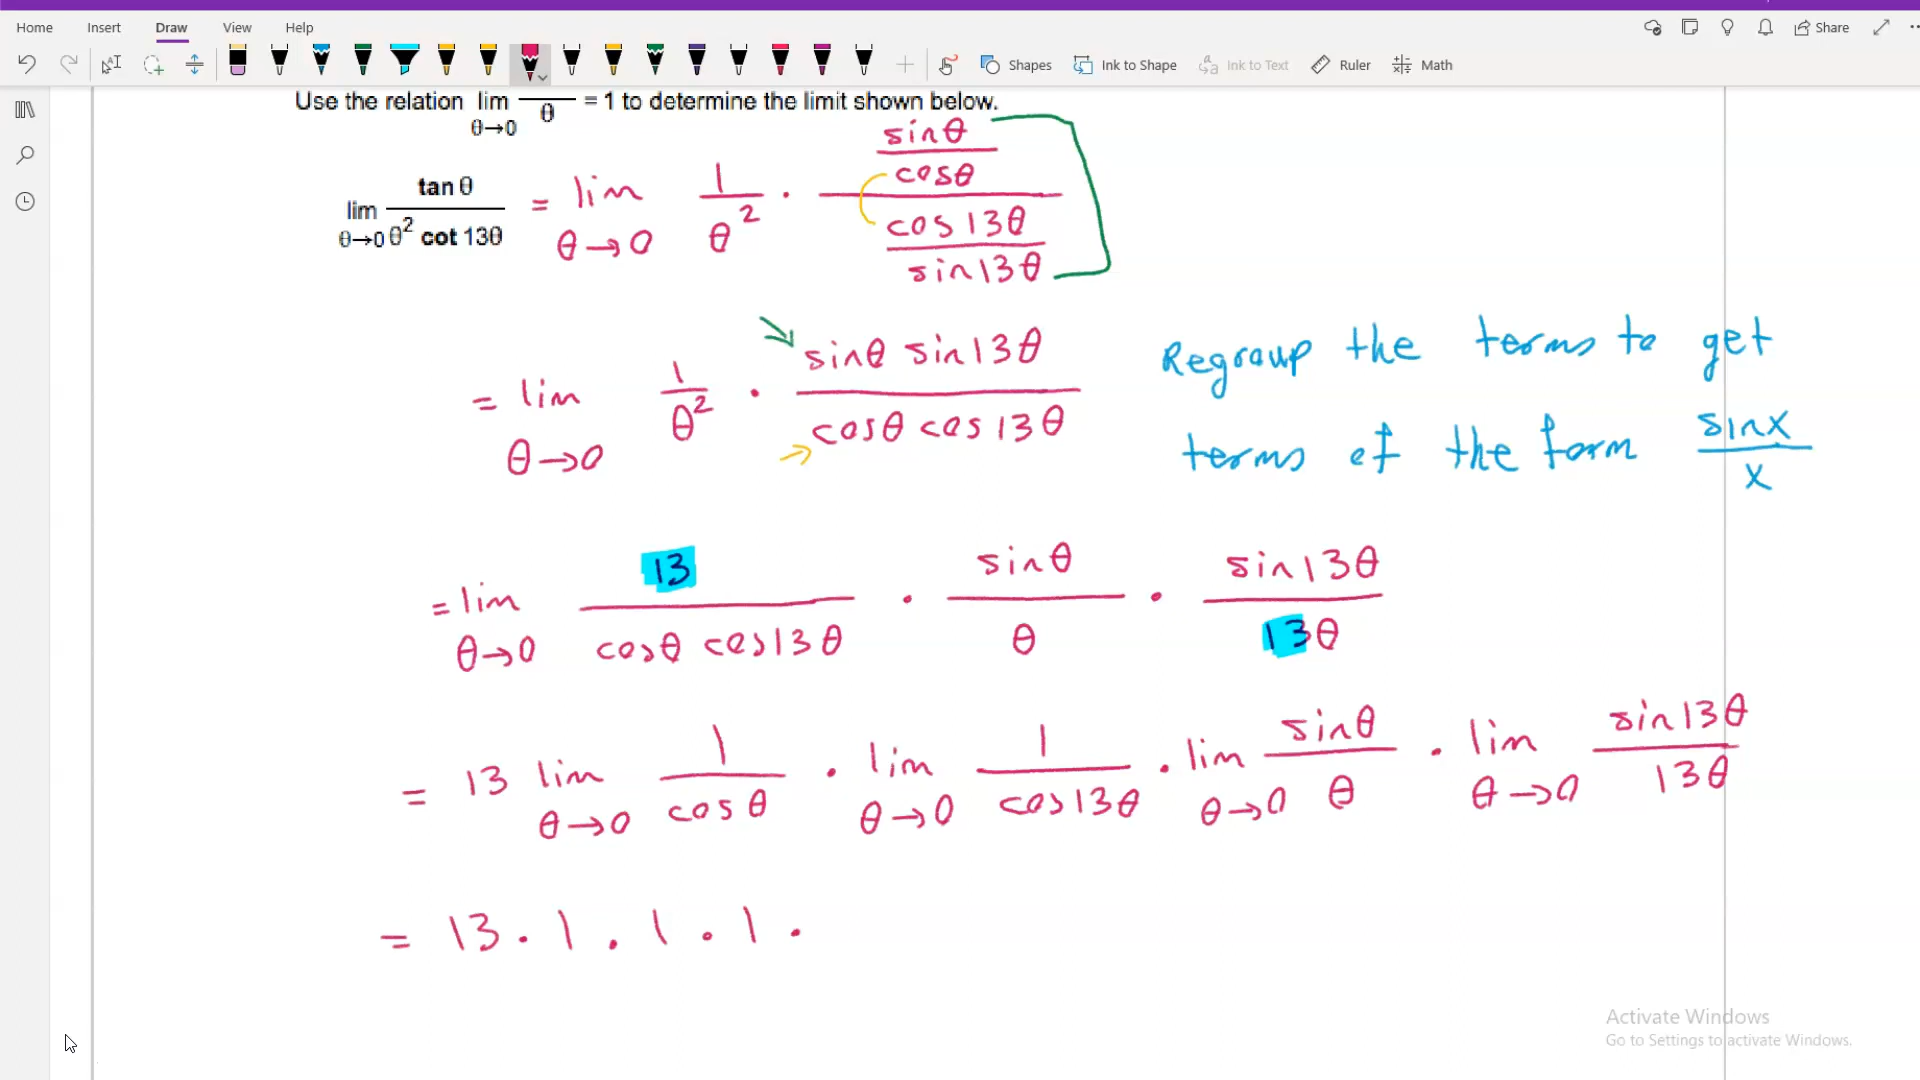 Home Insert Draw View Help Share
Shapes Ink to Shape Ink to Text Ruler Math
Use the relation lim θ→0 —/θ = 1 to determine the limit shown below.
lim θ→0 tan θ / θ² cot 13θ = lim θ→0 1/θ² · (sinθ/cosθ) / (cos13θ/sin13θ)
= lim θ→0 1/θ² · sinθ sin13θ / cosθ cos13θ
Regroup the terms to get
terms of the form sinx/x
= lim θ→0 13 / cosθ cos13θ · sinθ/θ · sin13θ/13θ
= 13 lim θ→0 1/cosθ · lim θ→0 1/cos13θ · lim θ→0 sinθ/θ · lim θ→0 sin13θ/13θ
= 13 · 1 · 1 · 1 ·
Activate Windows
Go to Settings to activate Windows.